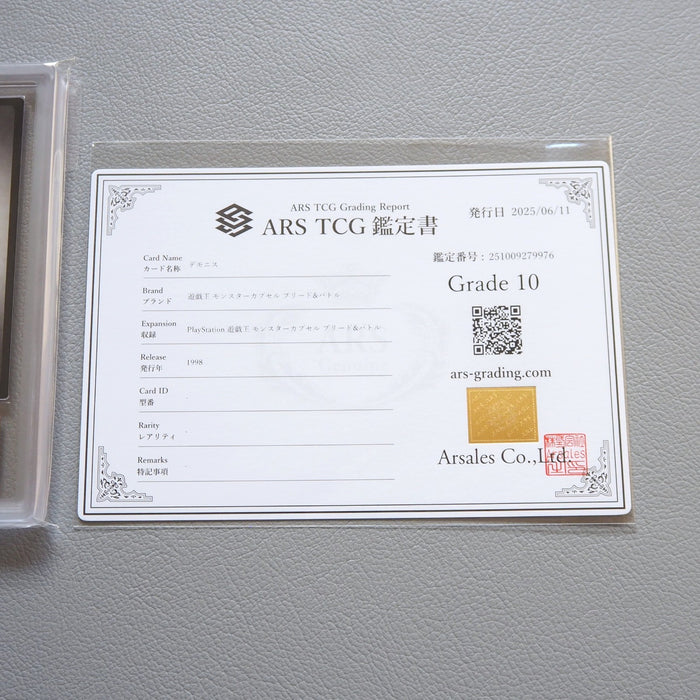 ARS TCG Grading Report
ARS TCG 鑑定書
発行日 2025/06/11
鑑定番号 : 251009279976
Grade 10
ars-grading.com
Arsales Co.,Ltd.
Card Name
カード名称 デモニス
Brand
ブランド 遊戯王 モンスターカプセル ブリード&バトル
Expansion
収録 PlayStation 遊戯王 モンスターカプセル ブリード&バトル
Release
発行年 1998
Card ID
型番 -
Rarity
レアリティ -
Remarks
特記事項 -
ARS